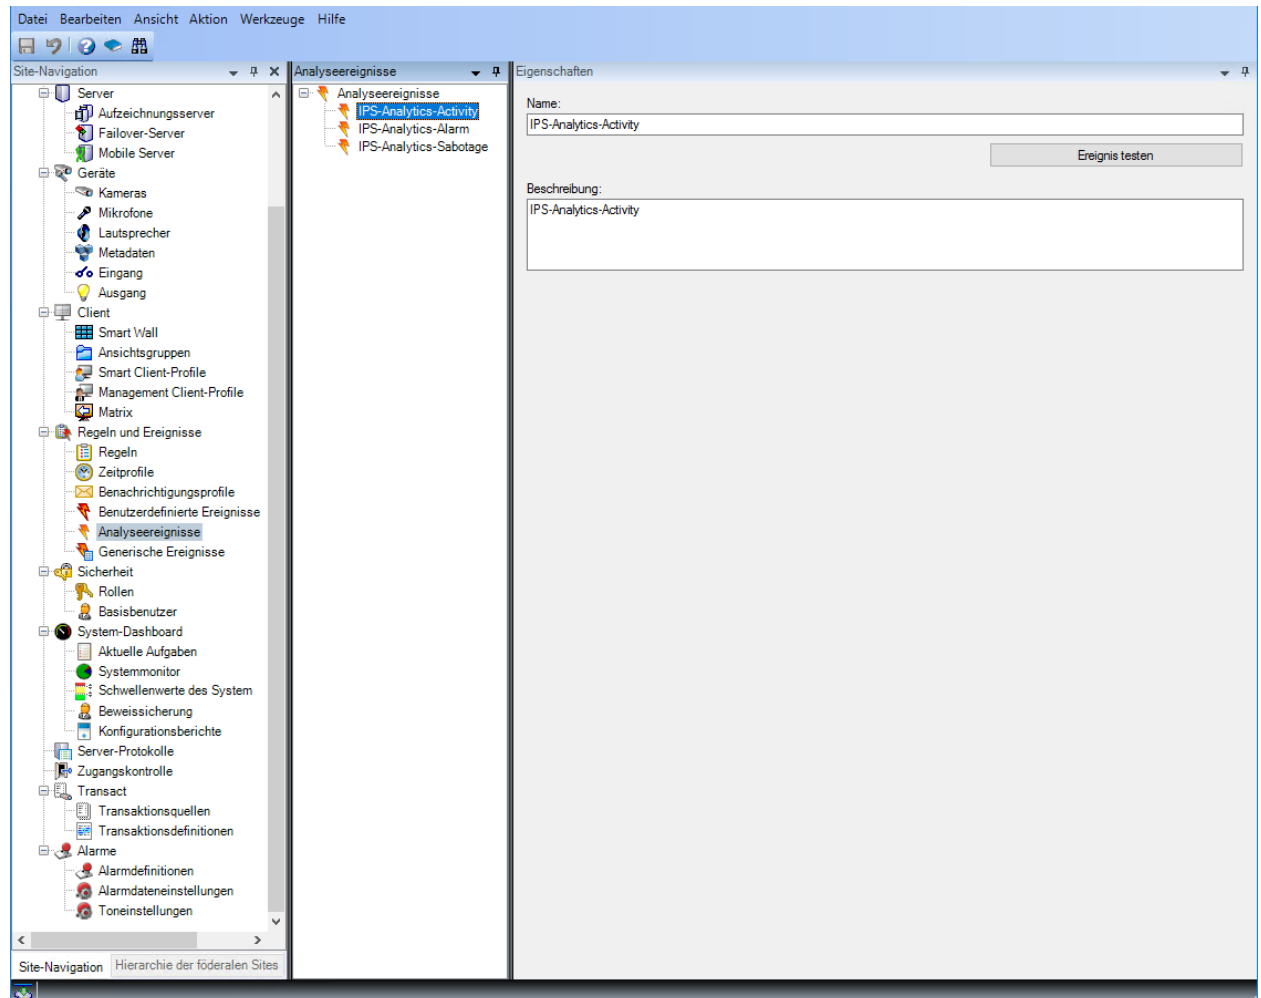 Datei Bearbeiten Ansicht Aktion Werkzeuge Hilfe
Site-Navigation
Server
Aufzeichnungsserver
Failover-Server
Mobile Server
Geräte
Kameras
Mikrofone
Lautsprecher
Metadaten
Eingang
Ausgang
Client
Smart Wall
Ansichtsgruppen
Smart Client-Profile
Management Client-Profile
Matrix
Regeln und Ereignisse
Regeln
Zeitprofile
Benachrichtigungsprofile
Benutzerdefinierte Ereignisse
Analyseereignisse
Generische Ereignisse
Sicherheit
Rollen
Basisbenutzer
System-Dashboard
Aktuelle Aufgaben
Systemmonitor
Schwellenwerte des System
Beweissicherung
Konfigurationsberichte
Server-Protokolle
Zugangskontrolle
Transact
Transaktionsquellen
Transaktionsdefinitionen
Alarme
Alarmdefinitionen
Alarmdateneinstellungen
Toneinstellungen
Site-Navigation
Hierarchie der föderalen Sites
Analyseereignisse
Analyseereignisse
IPS-Analytics-Activity
IPS-Analytics-Alarm
IPS-Analytics-Sabotage
Eigenschaften
Name:
IPS-Analytics-Activity
Ereignis testen
Beschreibung:
IPS-Analytics-Activity